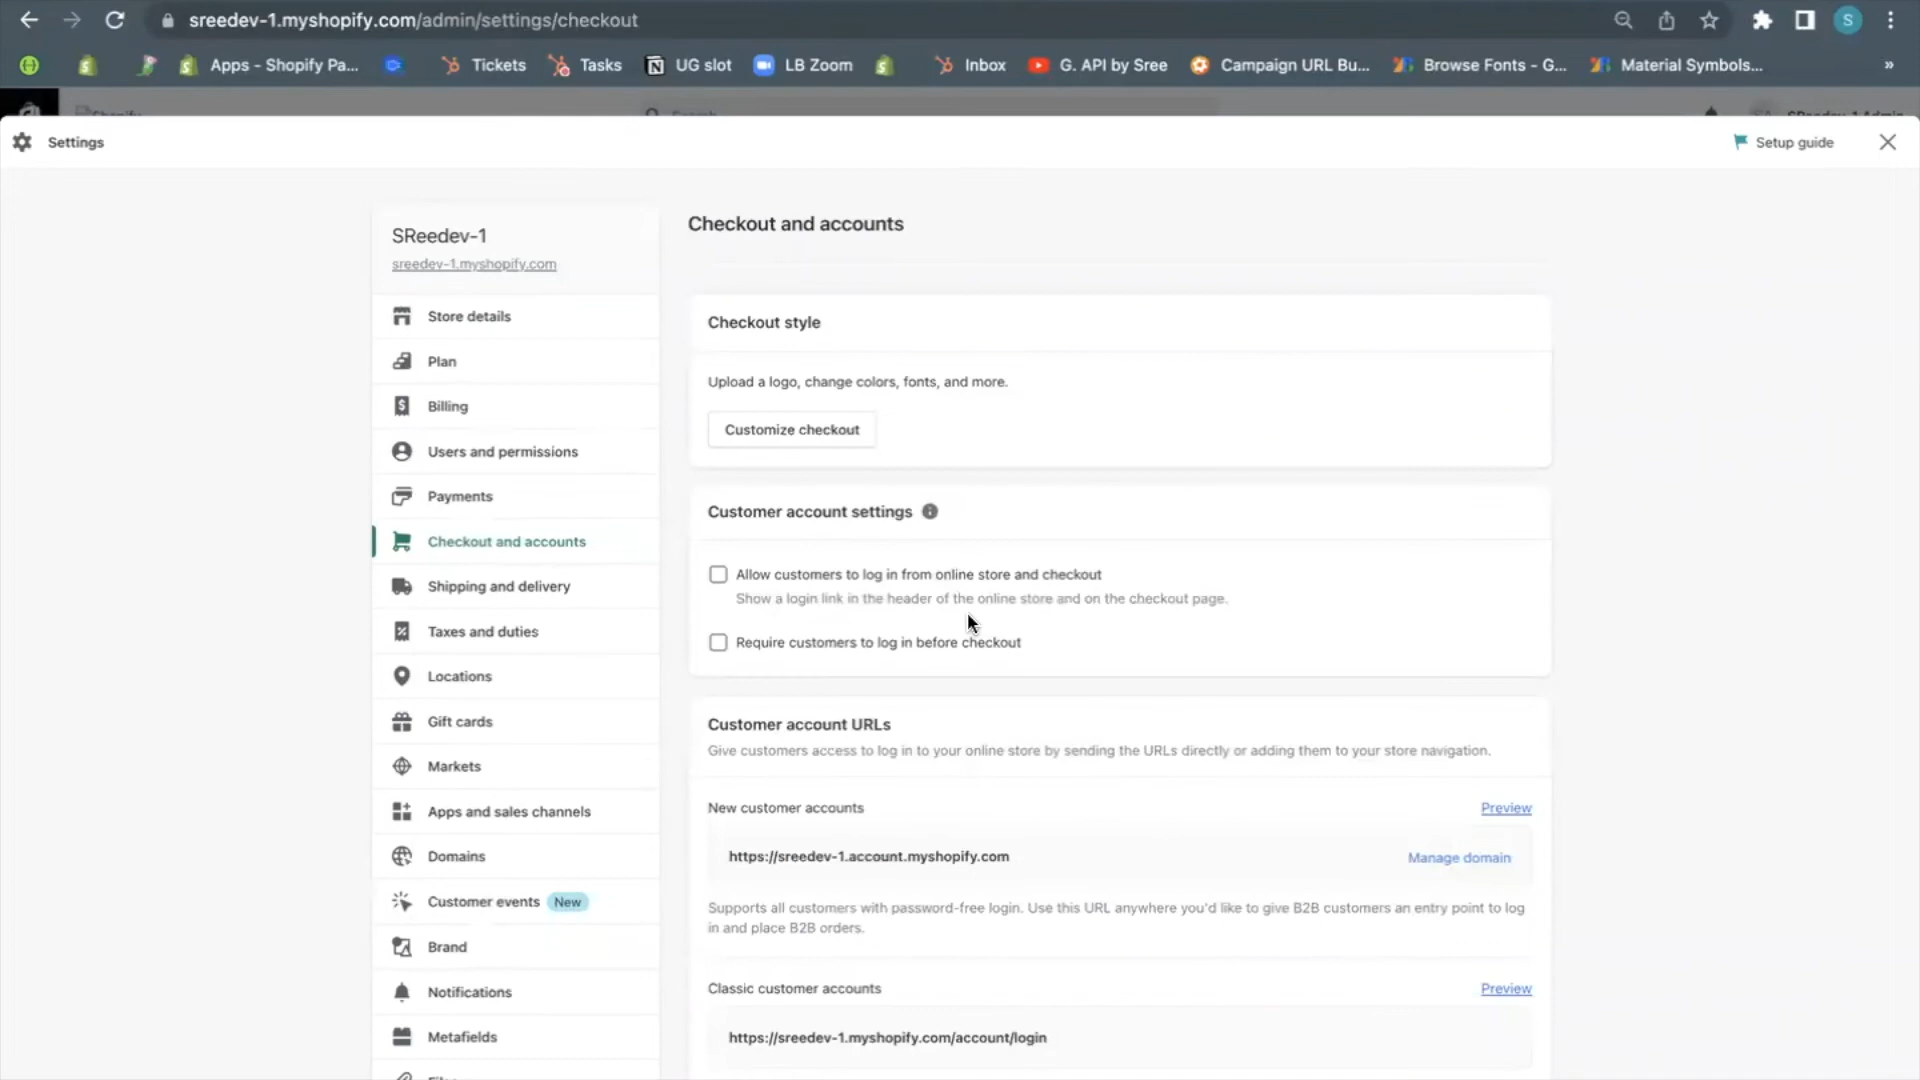 sreedev-1.myshopify.com/admin/settings/checkout
S
Apps - Shopify Pa... Tickets Tasks UG slot LB Zoom Inbox G. API by Sree Campaign URL Bu... Browse Fonts - G... Material Symbols... »
Settings
Setup guide
SReedev-1
sreedev-1.myshopify.com
Store details
Plan
Billing
Users and permissions
Payments
Checkout and accounts
Shipping and delivery
Taxes and duties
Locations
Gift cards
Markets
Apps and sales channels
Domains
Customer events New
Brand
Notifications
Metafields
Checkout and accounts
Checkout style
Upload a logo, change colors, fonts, and more.
Customize checkout
Customer account settings
Allow customers to log in from online store and checkout
Show a login link in the header of the online store and on the checkout page.
Require customers to log in before checkout
Customer account URLs
Give customers access to log in to your online store by sending the URLs directly or adding them to your store navigation.
New customer accounts
Preview
https://sreedev-1.account.myshopify.com
Manage domain
Supports all customers with password-free login. Use this URL anywhere you'd like to give B2B customers an entry point to log
in and place B2B orders.
Classic customer accounts
Preview
https://sreedev-1.myshopify.com/account/login